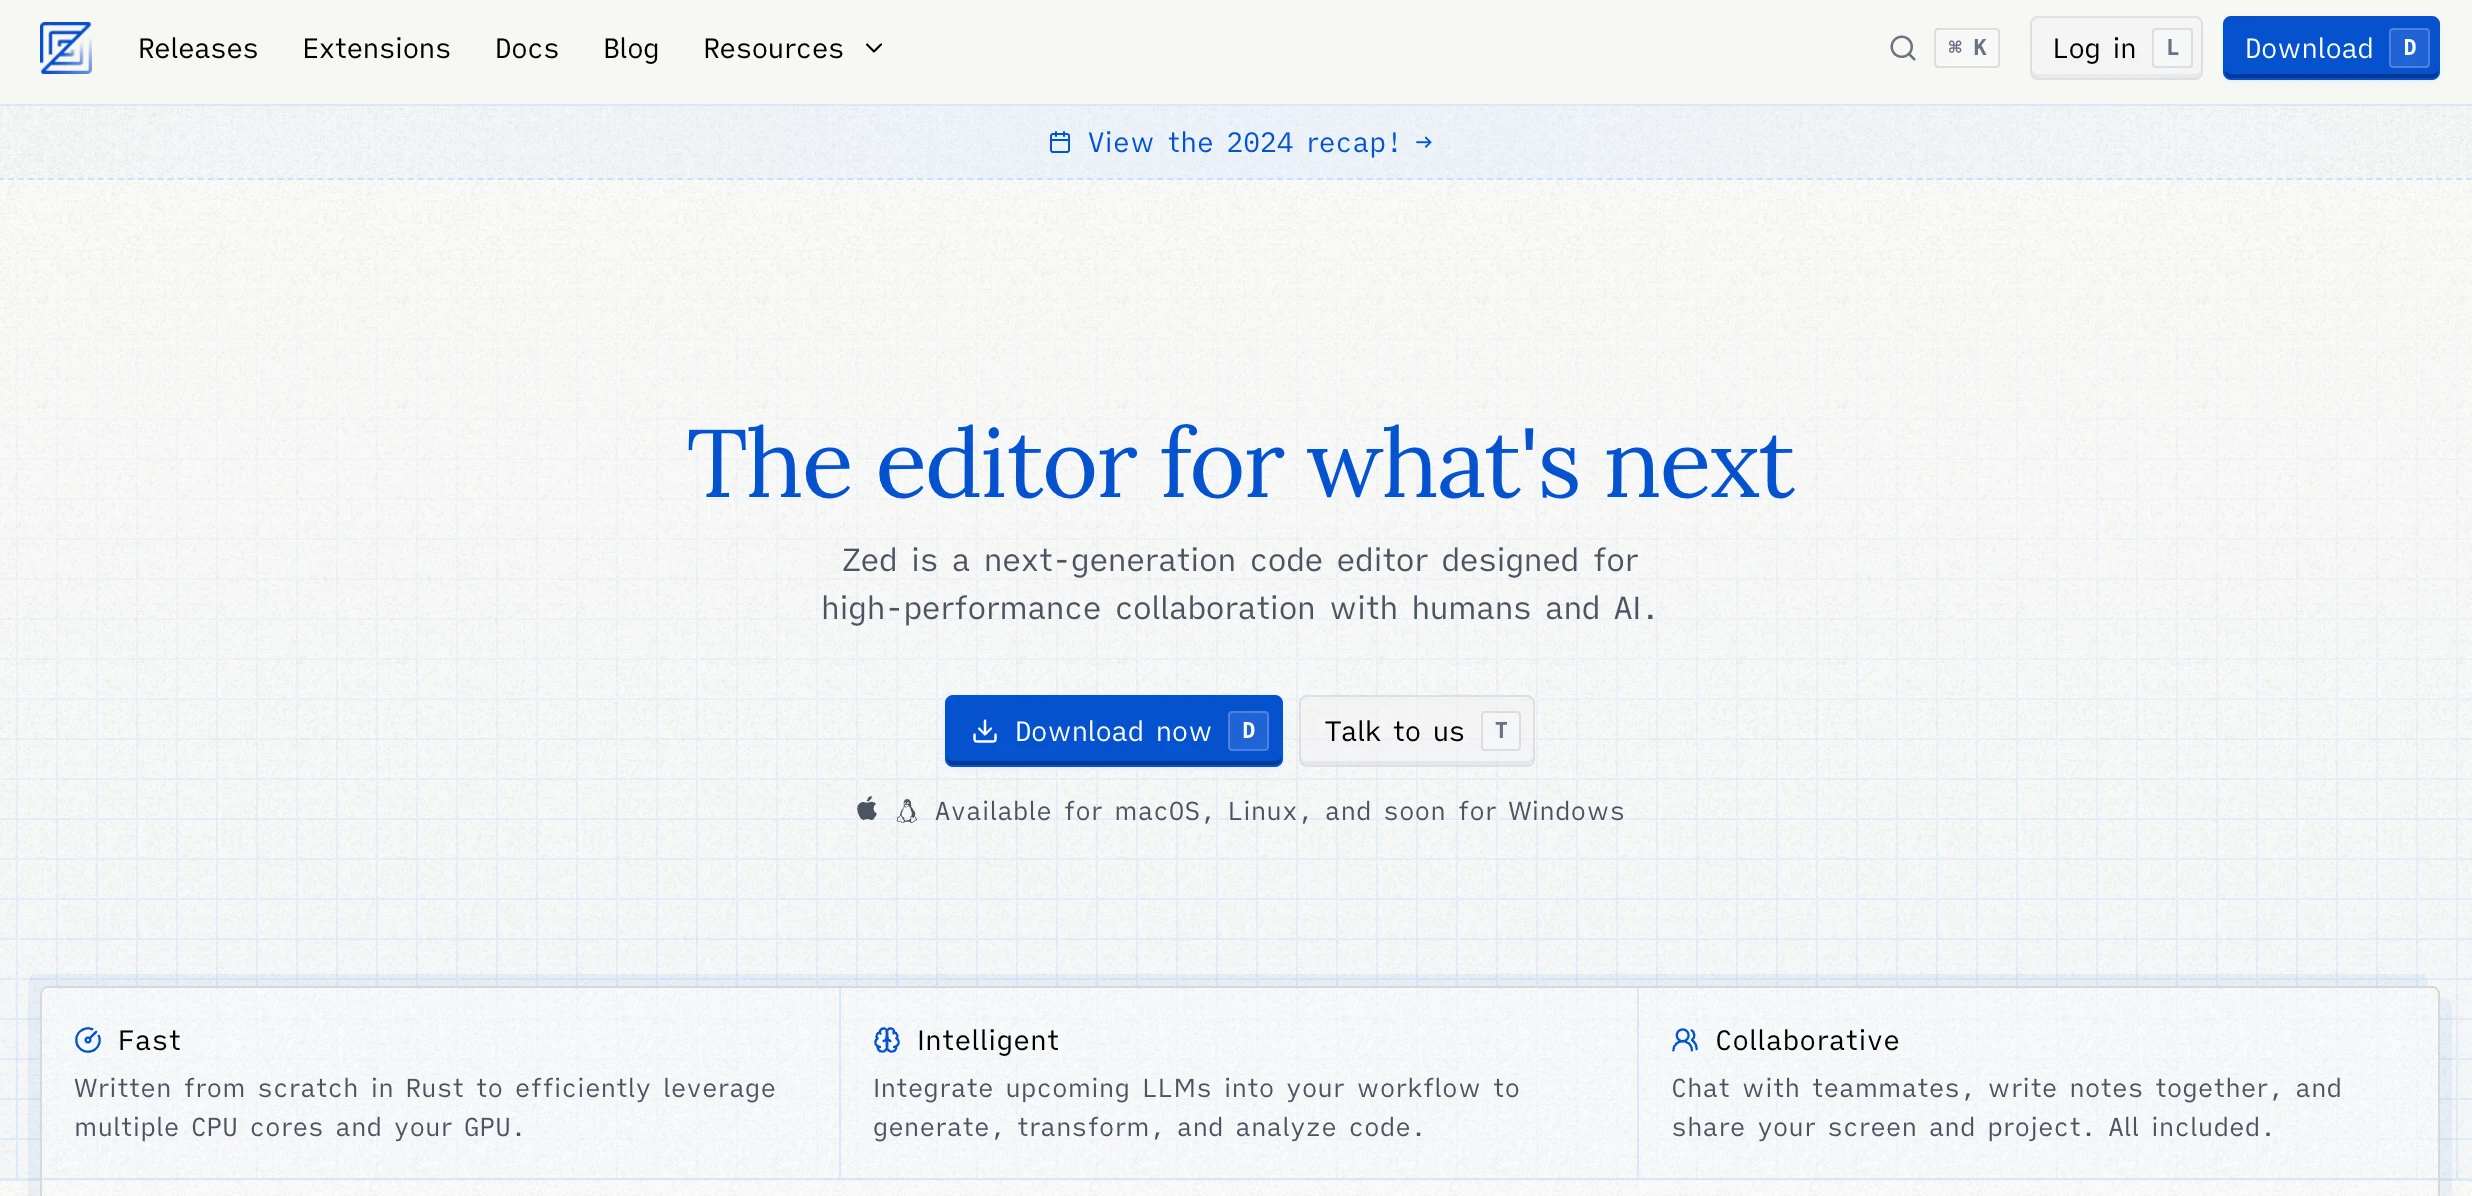 Releases Extensions Docs Blog Resources ⌘ K Log in L Download D
View the 2024 recap! →
The editor for what's next
Zed is a next-generation code editor designed for
high-performance collaboration with humans and AI.
Download now D Talk to us T
Available for macOS, Linux, and soon for Windows
Fast
Written from scratch in Rust to efficiently leverage
multiple CPU cores and your GPU.
Intelligent
Integrate upcoming LLMs into your workflow to
generate, transform, and analyze code.
Collaborative
Chat with teammates, write notes together, and
share your screen and project. All included.